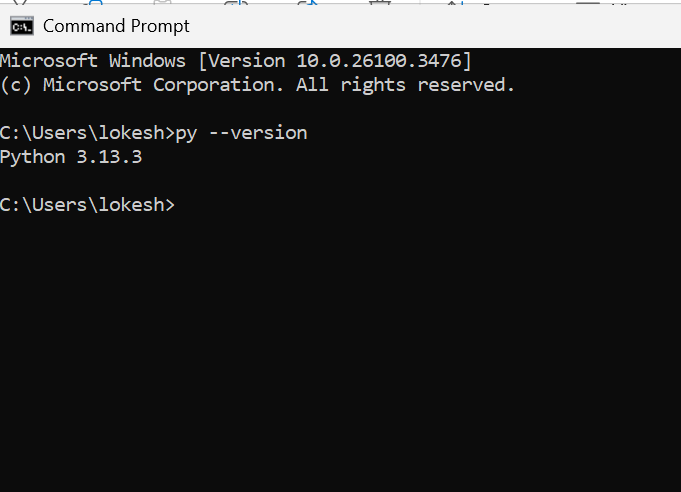 Command Prompt
Microsoft Windows [Version 10.0.26100.3476]
(c) Microsoft Corporation. All rights reserved.
C:\Users\lokesh>py --version
Python 3.13.3
C:\Users\lokesh>